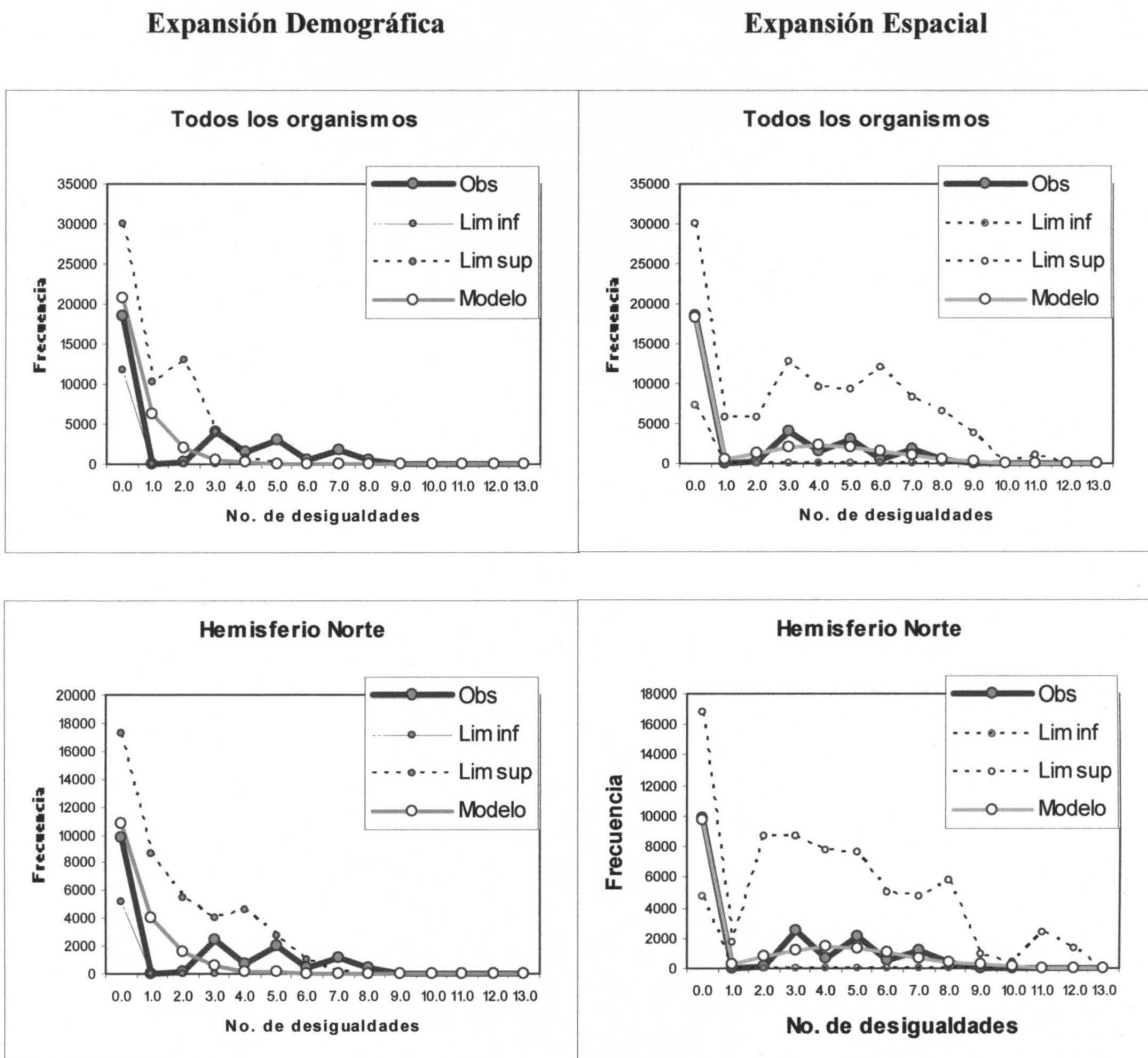 Expansión Demográfica
Expansión Espacial
Todos los organismos
Frecuencia
35000
30000
25000
20000
15000
10000
5000
0
Obs
Lim inf
Lim sup
Modelo
0.0 1.0 2.0 3.0 4.0 5.0 6.0 7.0 8.0 9.0 10.0 11.0 12.0 13.0
No. de desigualdades
Todos los organismos
Frecuencia
35000
30000
25000
20000
15000
10000
5000
0
Obs
Lim inf
Lim sup
Modelo
0.0 1.0 2.0 3.0 4.0 5.0 6.0 7.0 8.0 9.0 10.0 11.0 12.0 13.0
No. de desigualdades
Hemisferio Norte
Frecuencia
20000
18000
16000
14000
12000
10000
8000
6000
4000
2000
0
Obs
Lim inf
Lim sup
Modelo
0.0 1.0 2.0 3.0 4.0 5.0 6.0 7.0 8.0 9.0 10.0 11.0 12.0 13.0
No. de desigualdades
Hemisferio Norte
Frecuencia
18000
16000
14000
12000
10000
8000
6000
4000
2000
0
Obs
Lim inf
Lim sup
Modelo
0.0 1.0 2.0 3.0 4.0 5.0 6.0 7.0 8.0 9.0 10.0 11.0 12.0 13.0
No. de desigualdades